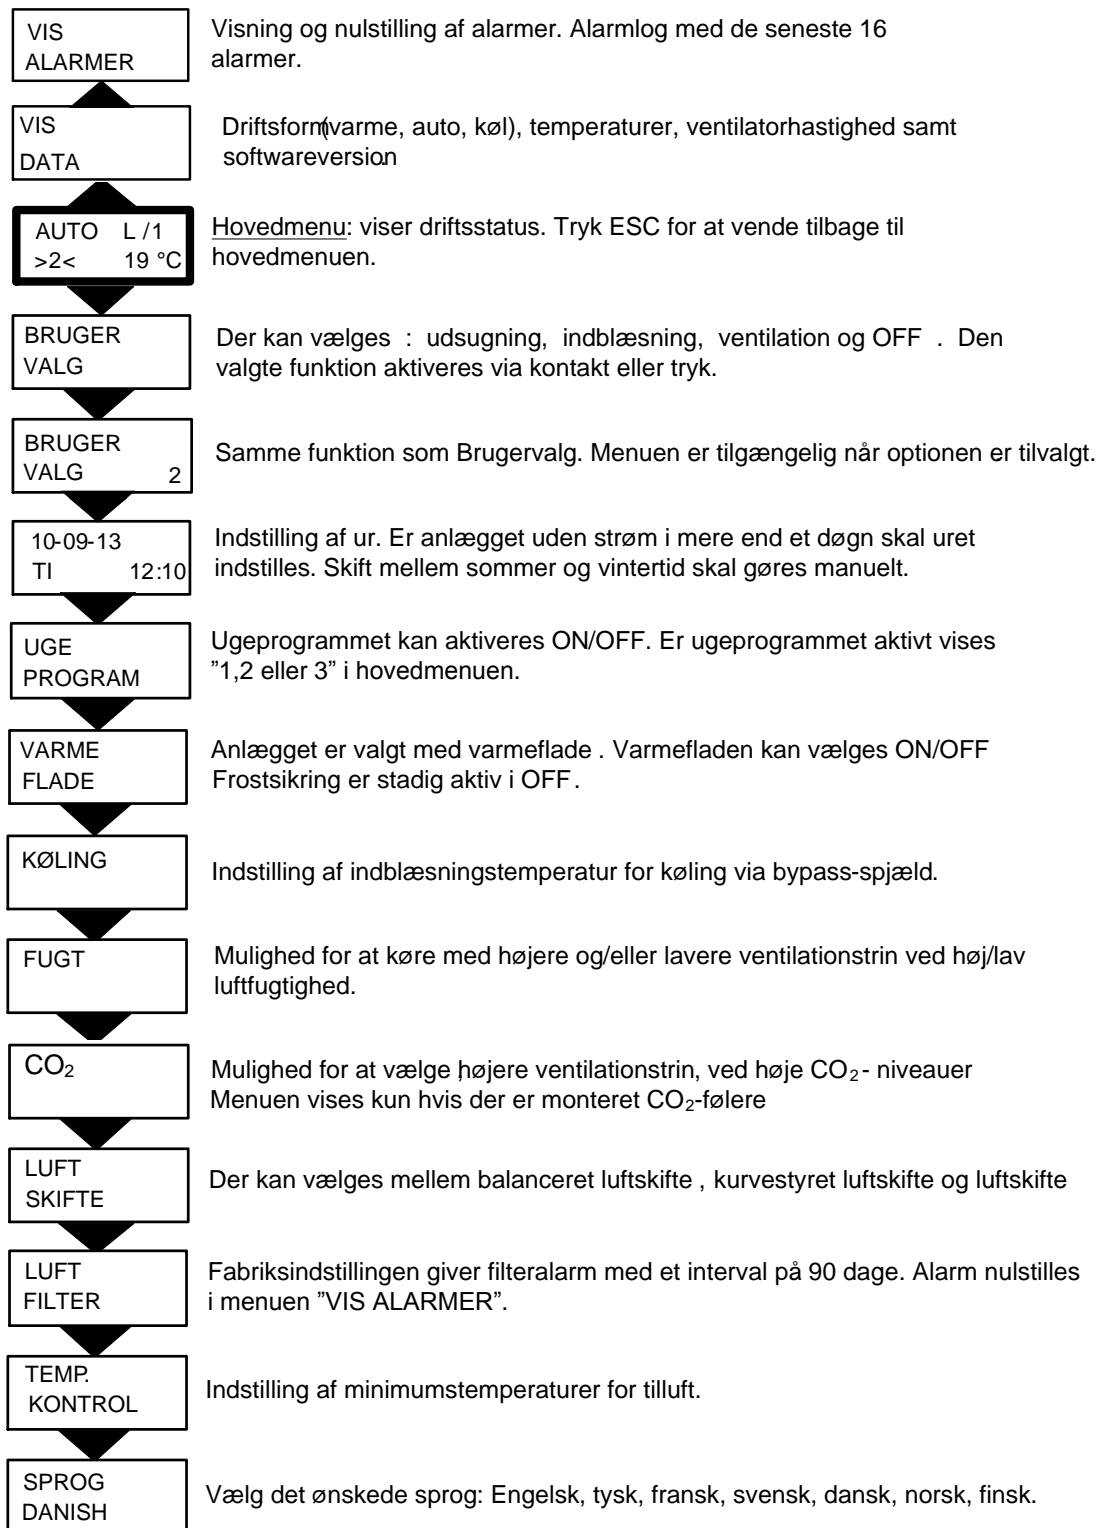 VIS
ALARMER
Visning og nulstilling af alarmer. Alarmlog med de seneste 16
alarmer.
VIS
DATA
Driftsform(varme, auto, køl), temperaturer, ventilatorhastighed samt
softwareversion.
AUTO L /1
>2< 19 °C
Hovedmenu: viser driftsstatus. Tryk ESC for at vende tilbage til
hovedmenuen.
BRUGER
VALG
Der kan vælges : udsugning, indblæsning, ventilation og OFF . Den
valgte funktion aktiveres via kontakt eller tryk.
BRUGER
VALG 2
Samme funktion som Brugervalg. Menuen er tilgængelig når optionen er tilvalgt.
10-09-13
TI 12:10
Indstilling af ur. Er anlægget uden strøm i mere end et døgn skal uret
indstilles. Skift mellem sommer og vintertid skal gøres manuelt.
UGE
PROGRAM
Ugeprogrammet kan aktiveres ON/OFF. Er ugeprogrammet aktivt vises
”1,2 eller 3” i hovedmenuen.
VARME
FLADE
Anlægget er valgt med varmeflade . Varmefladen kan vælges ON/OFF
Frostsikring er stadig aktiv i OFF.
KØLING
Indstilling af indblæsningstemperatur for køling via bypass-spjæld.
FUGT
Mulighed for at køre med højere og/eller lavere ventilationstrin ved høj/lav
luftfugtighed.
CO₂
Mulighed for at vælge højere ventilationstrin, ved høje CO₂- niveauer
Menuen vises kun hvis der er monteret CO₂-følere
LUFT
SKIFTE
Der kan vælges mellem balanceret luftskifte , kurvestyret luftskifte og luftskifte
LUFT
FILTER
Fabriksindstillingen giver filteralarm med et interval på 90 dage. Alarm nulstilles
i menuen ”VIS ALARMER”.
TEMP.
KONTROL
Indstilling af minimumstemperaturer for tilluft.
SPROG
DANISH
Vælg det ønskede sprog: Engelsk, tysk, fransk, svensk, dansk, norsk, finsk.